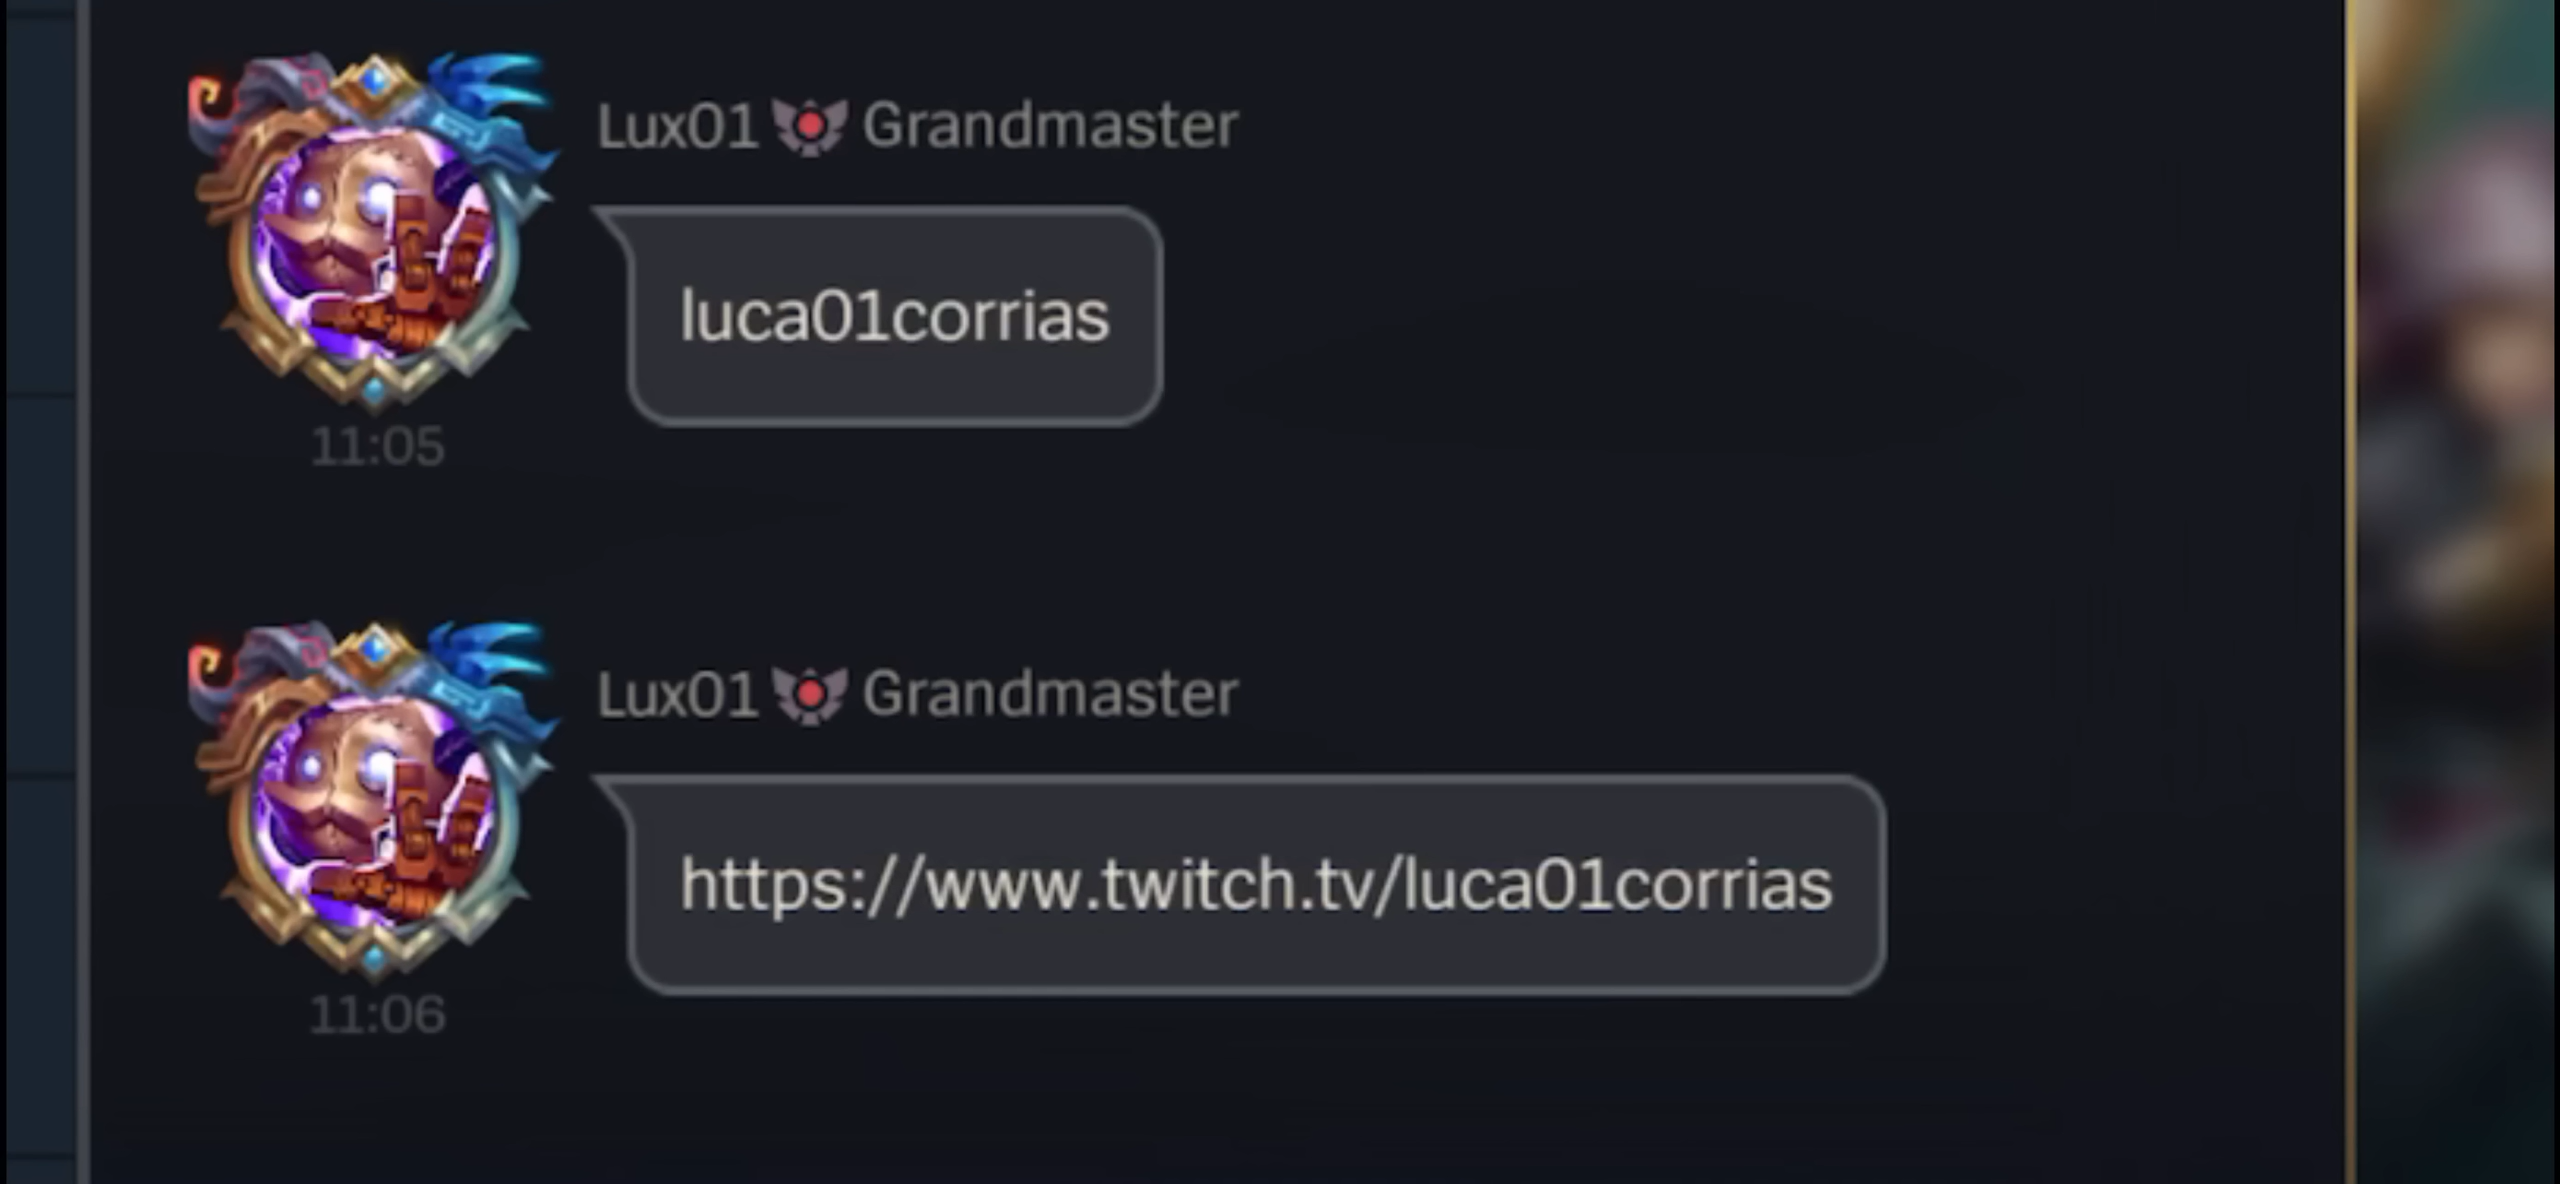 Lux01 Grandmaster
luca01corrias
11:05
Lux01 Grandmaster
https://www.twitch.tv/luca01corrias
11:06